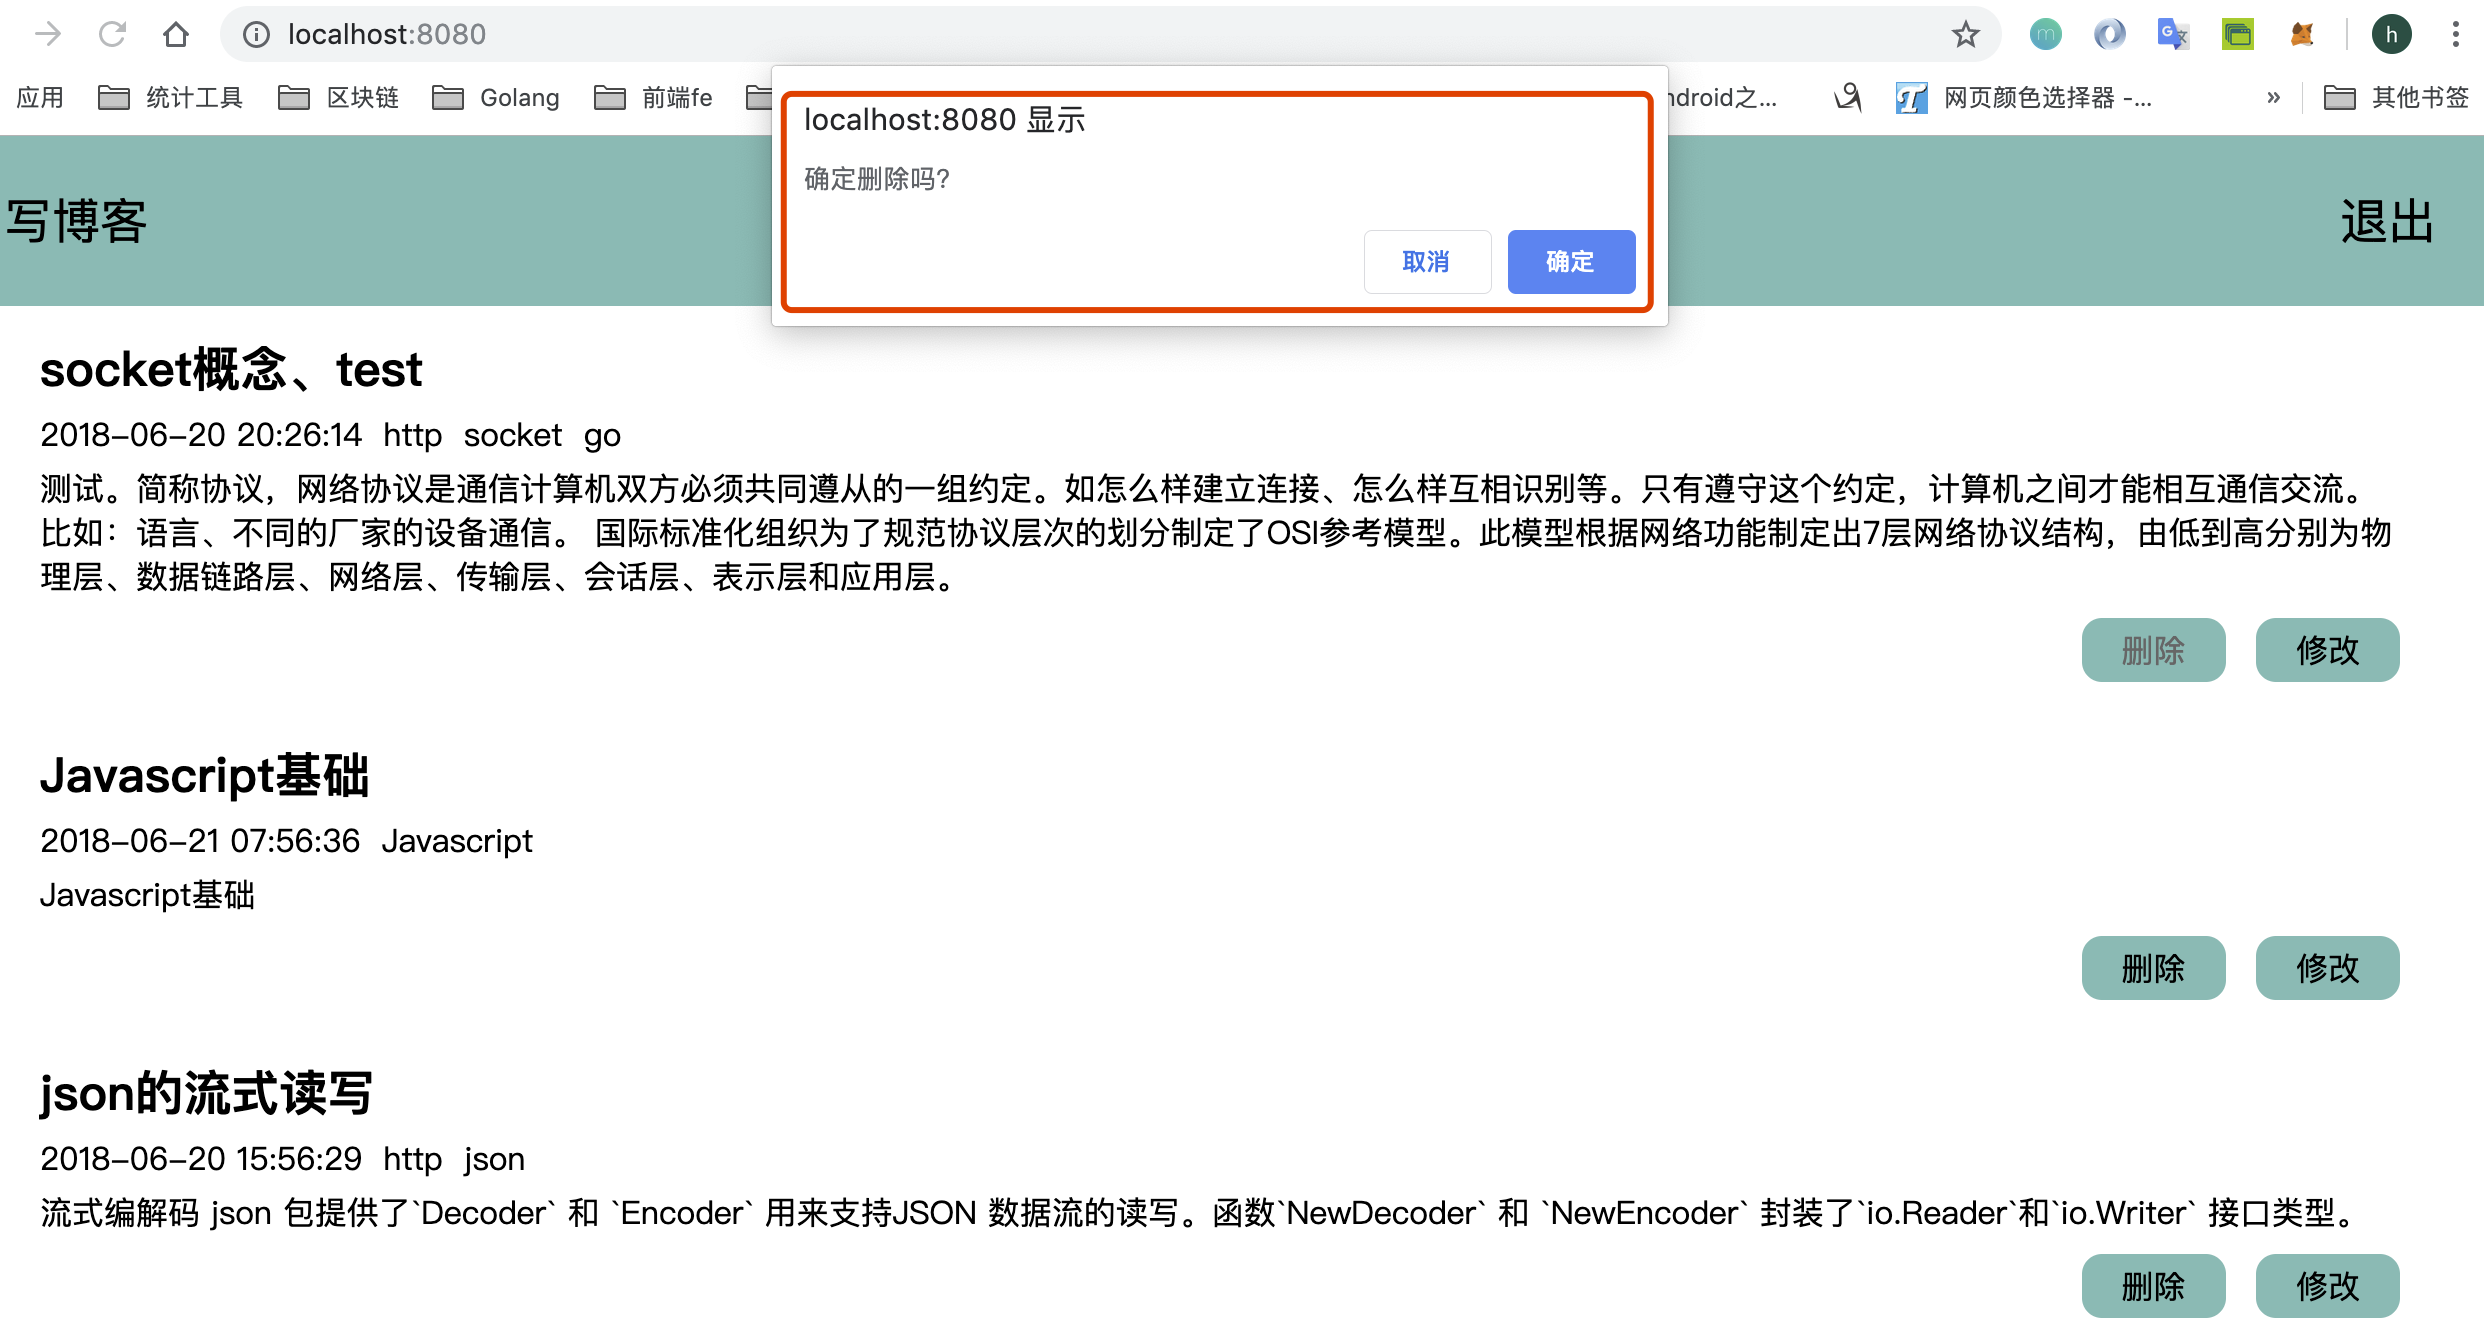 localhost:8080
h
应用 统计工具 区块链 Golang 前端fe ndroid之... 网页颜色选择器 -... » 其他书签
localhost:8080 显示
确定删除吗?
取消 确定
写博客 退出
socket概念、test
2018-06-20 20:26:14 http socket go
测试。简称协议，网络协议是通信计算机双方必须共同遵从的一组约定。如怎么样建立连接、怎么样互相识别等。只有遵守这个约定，计算机之间才能相互通信交流。
比如：语言、不同的厂家的设备通信。 国际标准化组织为了规范协议层次的划分制定了OSI参考模型。此模型根据网络功能制定出7层网络协议结构，由低到高分别为物
理层、数据链路层、网络层、传输层、会话层、表示层和应用层。
删除 修改
Javascript基础
2018-06-21 07:56:36 Javascript
Javascript基础
删除 修改
json的流式读写
2018-06-20 15:56:29 http json
流式编解码 json 包提供了`Decoder` 和 `Encoder` 用来支持JSON 数据流的读写。函数`NewDecoder` 和 `NewEncoder` 封装了`io.Reader`和`io.Writer` 接口类型。
删除 修改